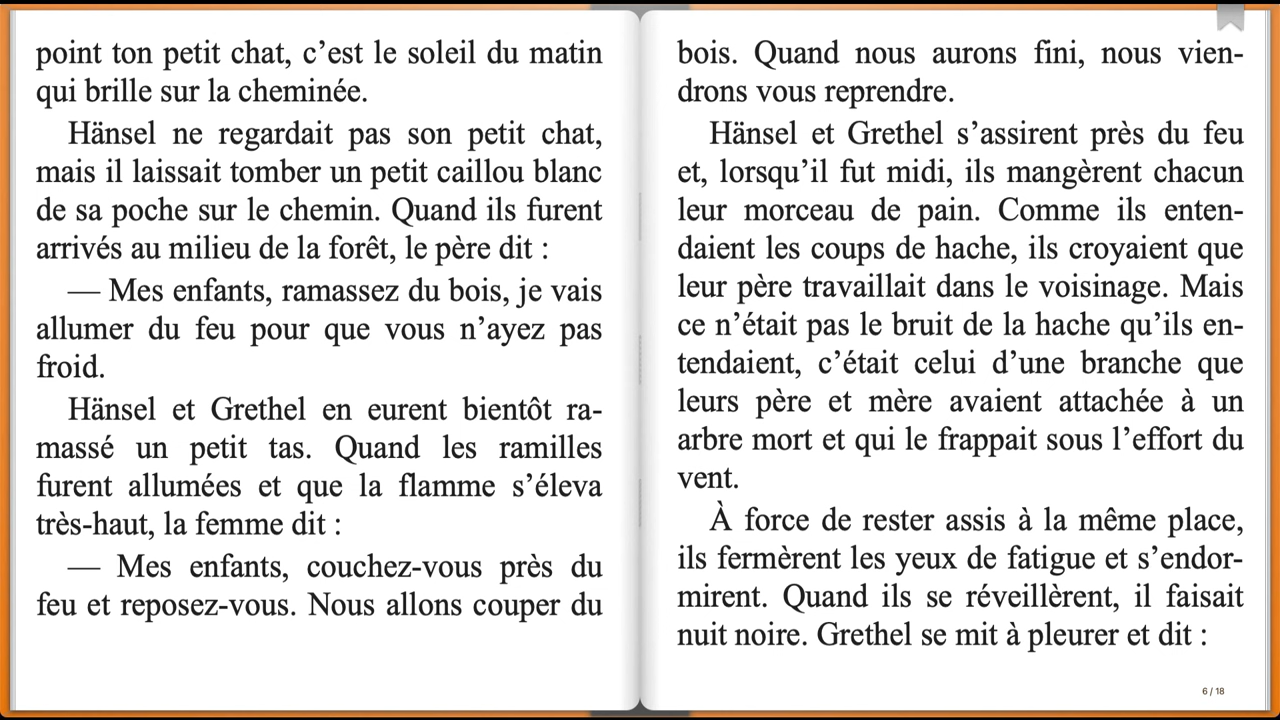 point ton petit chat, c’est le soleil du matin
qui brille sur la cheminée.
Hänsel ne regardait pas son petit chat,
mais il laissait tomber un petit caillou blanc
de sa poche sur le chemin. Quand ils furent
arrivés au milieu de la forêt, le père dit :
— Mes enfants, ramassez du bois, je vais
allumer du feu pour que vous n’ayez pas
froid.
Hänsel et Grethel en eurent bientôt ra-
massé un petit tas. Quand les ramilles
furent allumées et que la flamme s’éleva
très-haut, la femme dit :
— Mes enfants, couchez-vous près du
feu et reposez-vous. Nous allons couper du
bois. Quand nous aurons fini, nous vien-
drons vous reprendre.
Hänsel et Grethel s’assirent près du feu
et, lorsqu’il fut midi, ils mangèrent chacun
leur morceau de pain. Comme ils enten-
daient les coups de hache, ils croyaient que
leur père travaillait dans le voisinage. Mais
ce n’était pas le bruit de la hache qu’ils en-
tendaient, c’était celui d’une branche que
leurs père et mère avaient attachée à un
arbre mort et qui le frappait sous l’effort du
vent.
À force de rester assis à la même place,
ils fermèrent les yeux de fatigue et s’endor-
mirent. Quand ils se réveillèrent, il faisait
nuit noire. Grethel se mit à pleurer et dit :
6 / 18